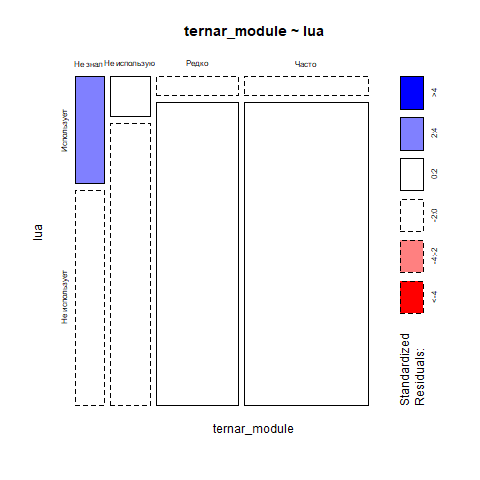 ternar_module ~ lua
Не знал
Не использую
Редко
Часто
Использует
Не использует
lua
ternar_module
>4
2:4
0:2
-2:0
-4:-2
<-4
Standardized
Residuals: